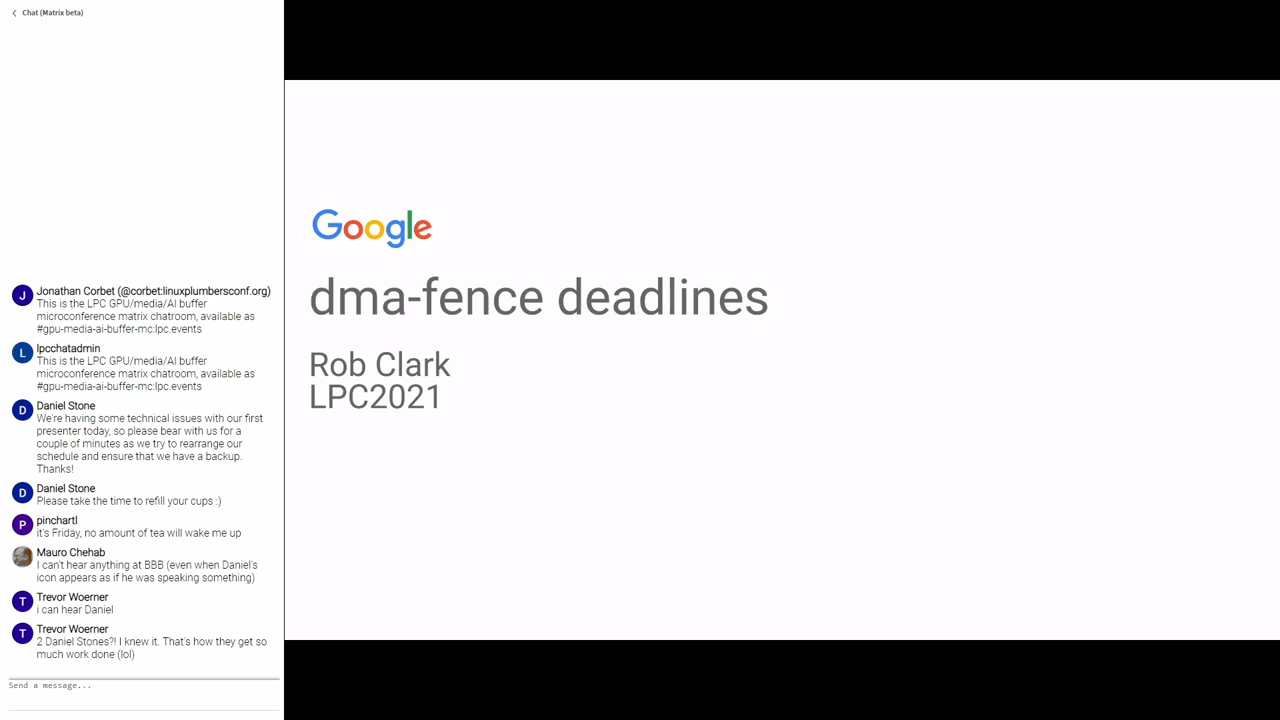 Chat (Matrix beta)
Jonathan Corbet (@corbet:linuxplumbersconf.org)
This is the LPC GPU/media/AI buffer
microconference matrix chatroom, available as
#gpu-media-ai-buffer-mc:lpc.events
lpcchatadmin
This is the LPC GPU/media/AI buffer
microconference matrix chatroom, available as
#gpu-media-ai-buffer-mc:lpc.events
Daniel Stone
We're having some technical issues with our first
presenter today, so please bear with us for a
couple of minutes as we try to rearrange our
schedule and ensure that we have a backup.
Thanks!
Daniel Stone
Please take the time to refill your cups :)
pinchartl
it's Friday, no amount of tea will wake me up
Mauro Chehab
I can't hear anything at BBB (even when Daniel's
icon appears as if he was speaking something)
Trevor Woerner
i can hear Daniel
Trevor Woerner
2 Daniel Stones?! I knew it. That's how they get so
much work done (lol)
Send a message...
J
L
D
D
P
T
T
Google
dma-fence deadlines
Rob Clark
LPC2021